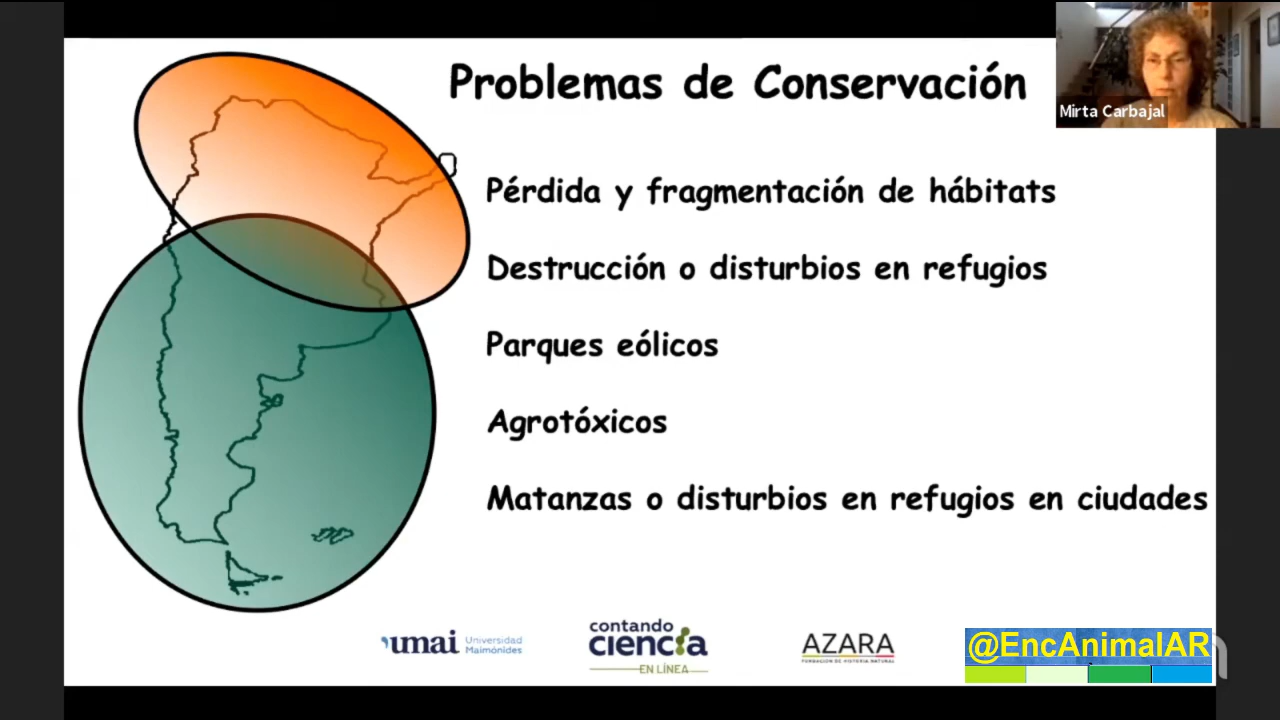 Problemas de Conservación
Mirta Carbajal
Pérdida y fragmentación de hábitats
Destrucción o disturbios en refugios
Parques eólicos
Agrotóxicos
Matanzas o disturbios en refugios en ciudades
umai Universidad
Maimónides
contando
ciencia
EN LÍNEA
AZARA
FUNDACIÓN DE HISTORIA NATURAL
@EncAnimalAR